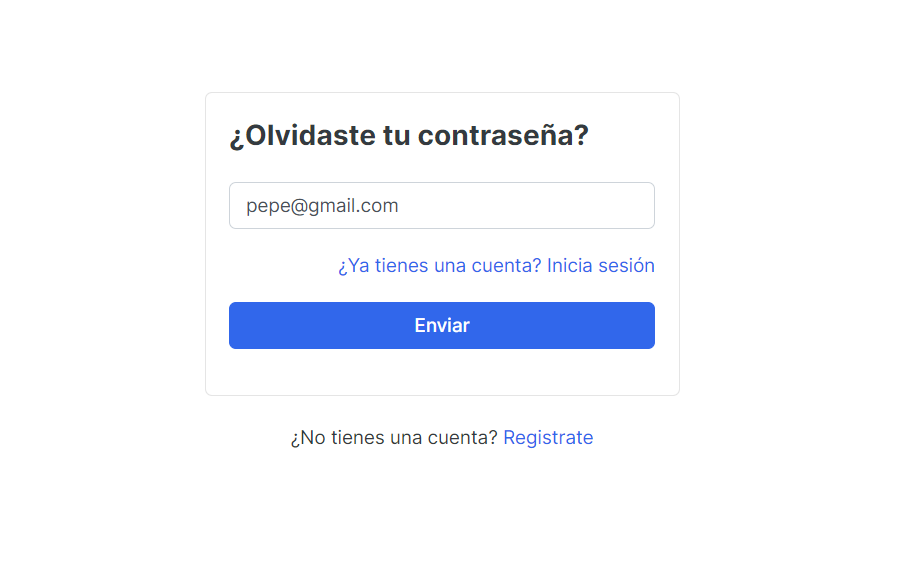 ¿Olvidaste tu contraseña?
pepe@gmail.com
¿Ya tienes una cuenta? Inicia sesión
Enviar
¿No tienes una cuenta? Registrate